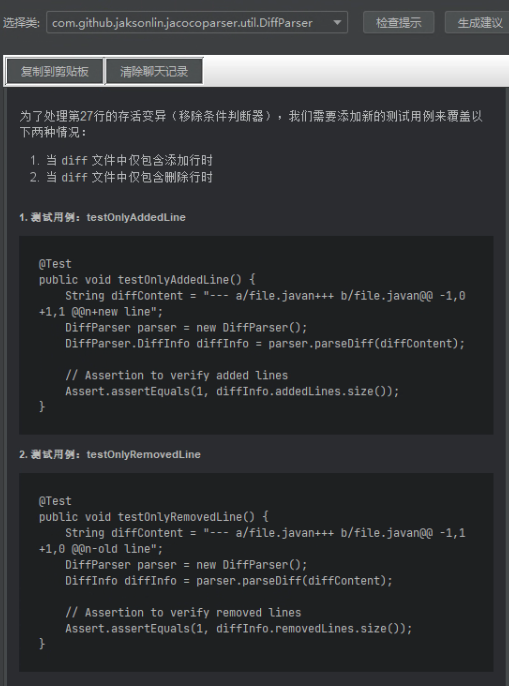 选择类: com.github.jaksonlin.jacocoparser.util.DiffParser 检查提示 生成建议
复制到剪贴板 清除聊天记录
为了处理第27行的存活变异（移除条件判断器），我们需要添加新的测试用例来覆盖以
下两种情况：
1. 当 diff 文件中仅包含添加行时
2. 当 diff 文件中仅包含删除行时
1. 测试用例：testOnlyAddedLine
@Test
public void testOnlyAddedLine() {
String diffContent = "--- a/file.javan+++ b/file.javan@@ -1,0
+1,1 @@n+new line";
DiffParser parser = new DiffParser();
DiffParser.DiffInfo diffInfo = parser.parseDiff(diffContent);
// Assertion to verify added lines
Assert.assertEquals(1, diffInfo.addedLines.size());
}
2. 测试用例：testOnlyRemovedLine
@Test
public void testOnlyRemovedLine() {
String diffContent = "--- a/file.javan+++ b/file.javan@@ -1,1
+1,0 @@n-old line";
DiffParser parser = new DiffParser();
DiffInfo diffInfo = parser.parseDiff(diffContent);
// Assertion to verify removed lines
Assert.assertEquals(1, diffInfo.removedLines.size());
}